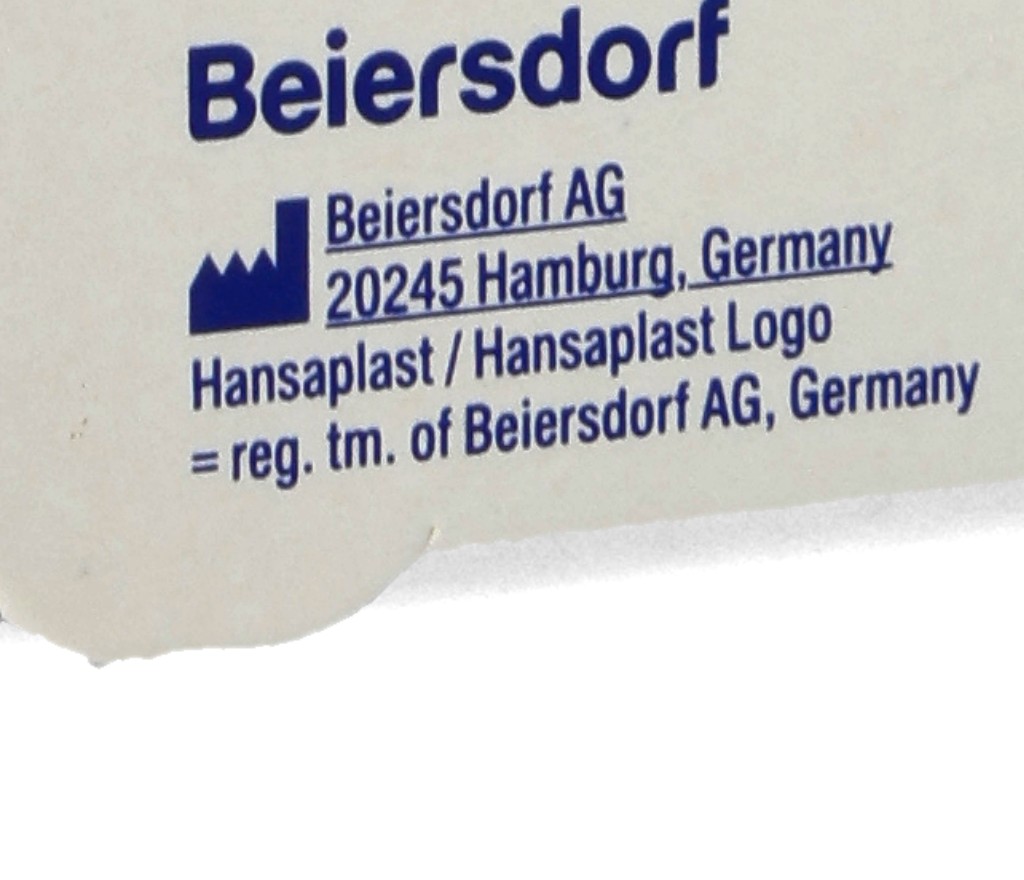 Beiersdorf
Beiersdorf AG
20245 Hamburg, Germany
Hansaplast / Hansaplast Logo
= reg. tm. of Beiersdorf AG, Germany